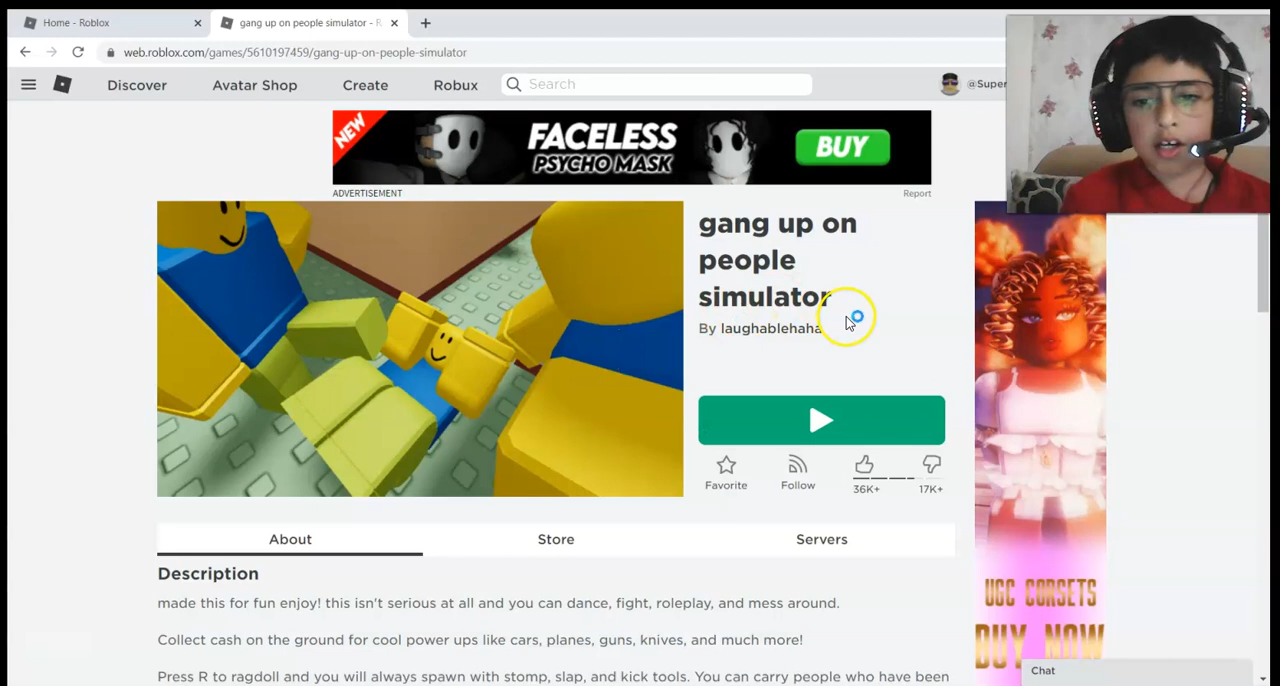 Home - Roblox
gang up on people simulator - R
web.roblox.com/games/5610197459/gang-up-on-people-simulator
Discover
Avatar Shop
Create
Robux
Search
@Super
NEW
FACELESS
PSYCHO MASK
BUY
ADVERTISEMENT
Report
gang up on
people
simulator
By laughablehaha
Favorite
Follow
36K+
17K+
About
Store
Servers
UGC CORSETS
BUY NOW
Description
made this for fun enjoy! this isn't serious at all and you can dance, fight, roleplay, and mess around.
Collect cash on the ground for cool power ups like cars, planes, guns, knives, and much more!
Press R to ragdoll and you will always spawn with stomp, slap, and kick tools. You can carry people who have been
Chat